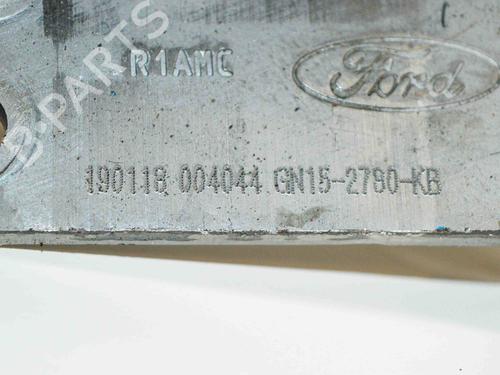 B-PARTS
R1AMC
Ford
190118 004044 GN15-2780-KB